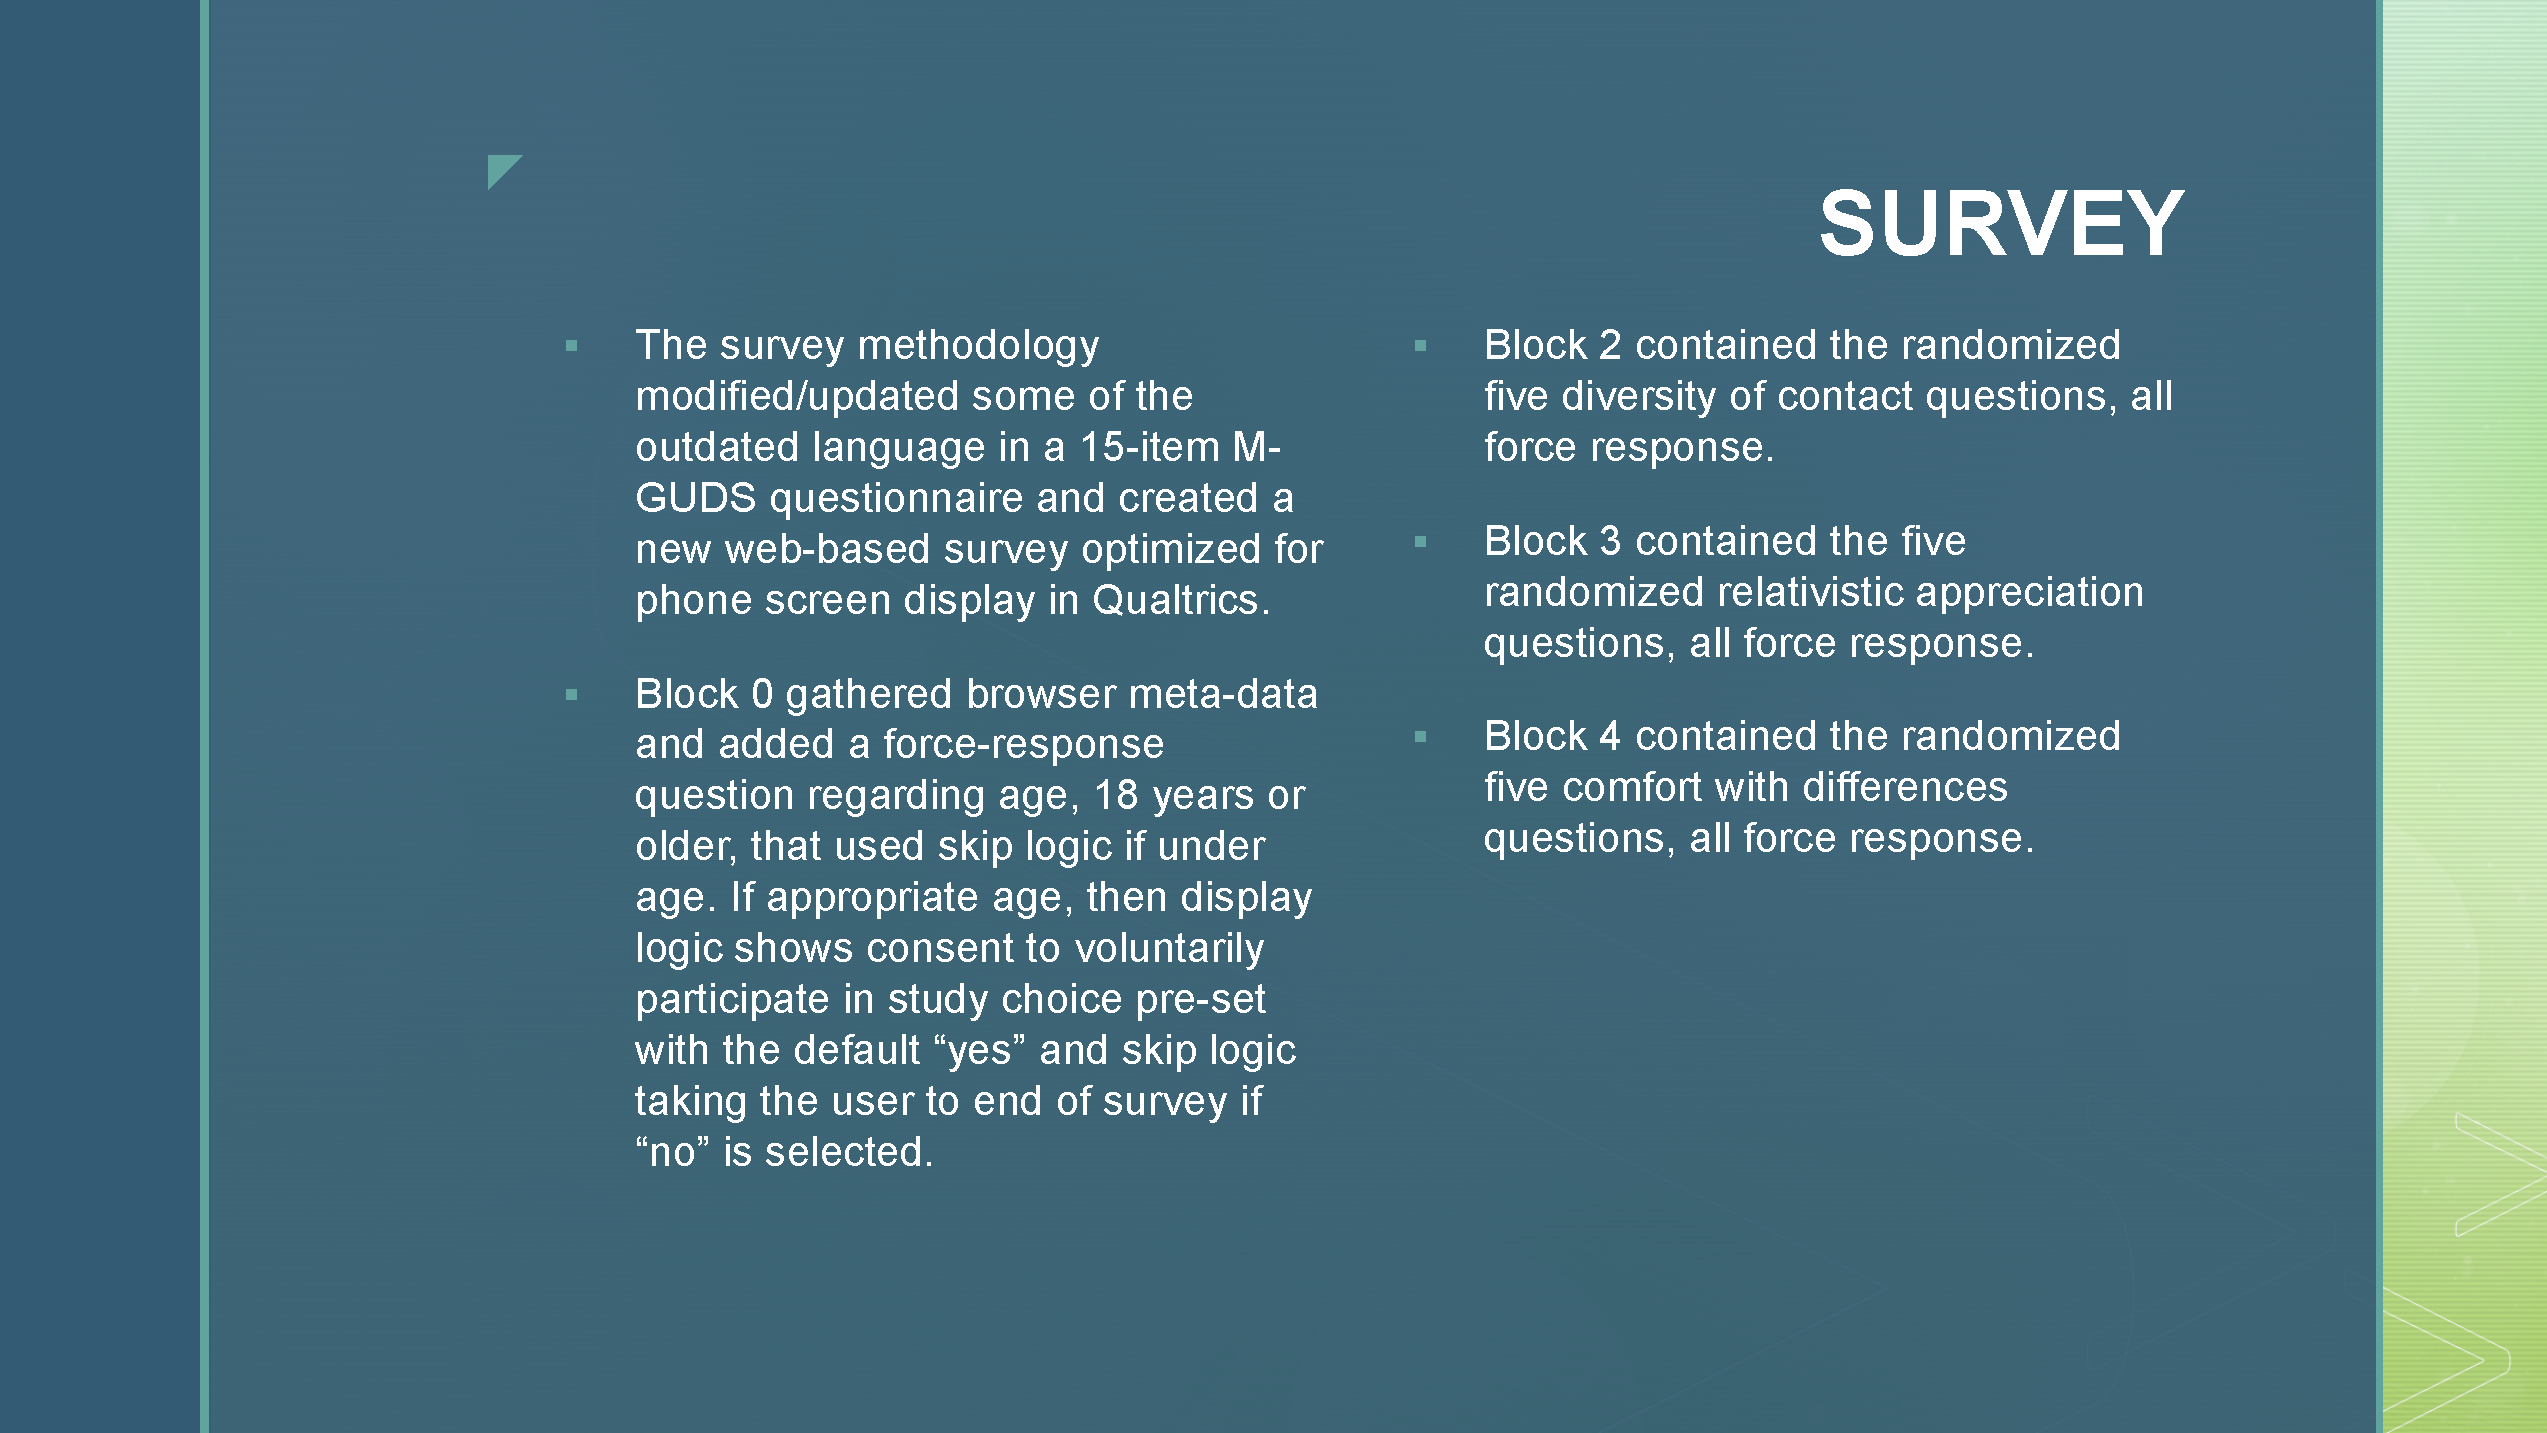 SURVEY
▪ The survey methodology
modified/updated some of the
outdated language in a 15-item M-
GUDS questionnaire and created a
new web-based survey optimized for
phone screen display in Qualtrics.
▪ Block 0 gathered browser meta-data
and added a force-response
question regarding age, 18 years or
older, that used skip logic if under
age. If appropriate age, then display
logic shows consent to voluntarily
participate in study choice pre-set
with the default “yes” and skip logic
taking the user to end of survey if
“no” is selected.
▪ Block 2 contained the randomized
five diversity of contact questions, all
force response.
▪ Block 3 contained the five
randomized relativistic appreciation
questions, all force response.
▪ Block 4 contained the randomized
five comfort with differences
questions, all force response.